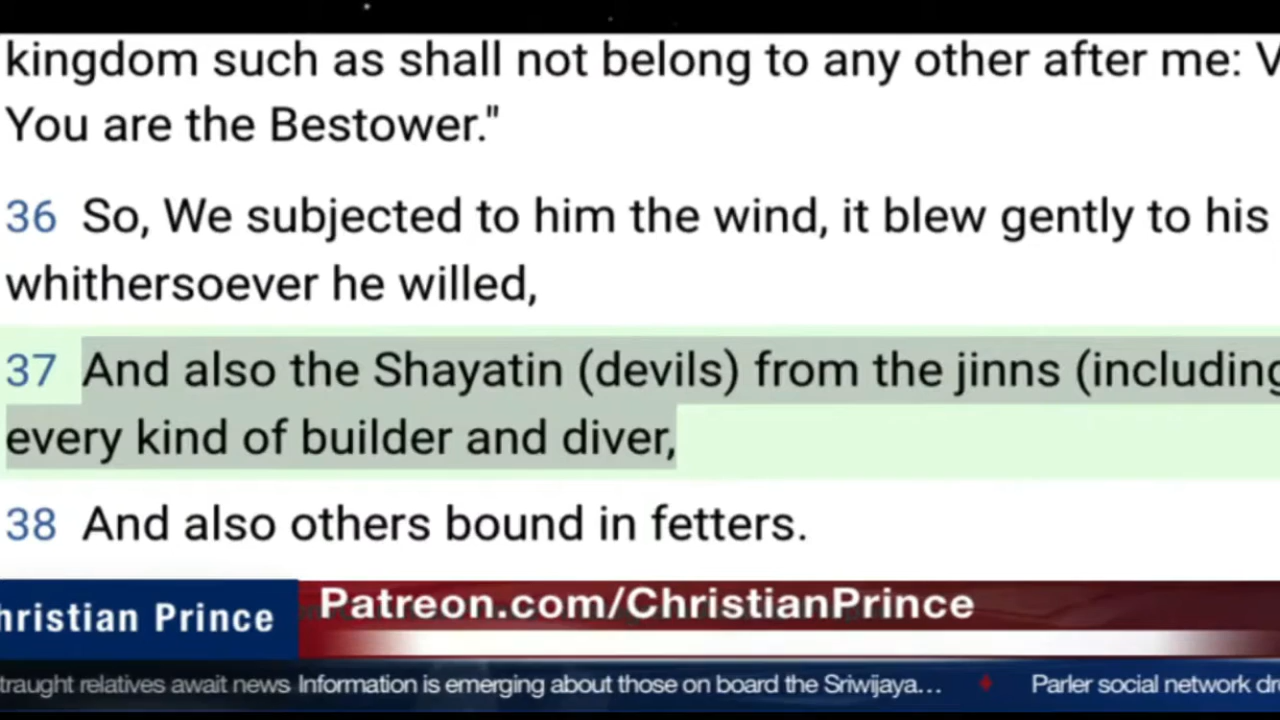 kingdom such as shall not belong to any other after me: V
You are the Bestower."
36 So, We subjected to him the wind, it blew gently to his
whithersoever he willed,
37 And also the Shayatin (devils) from the jinns (including
every kind of builder and diver,
38 And also others bound in fetters.
hristian Prince
Patreon.com/ChristianPrince
traught relatives await news Information is emerging about those on board the Sriwijaya... Parler social network dr